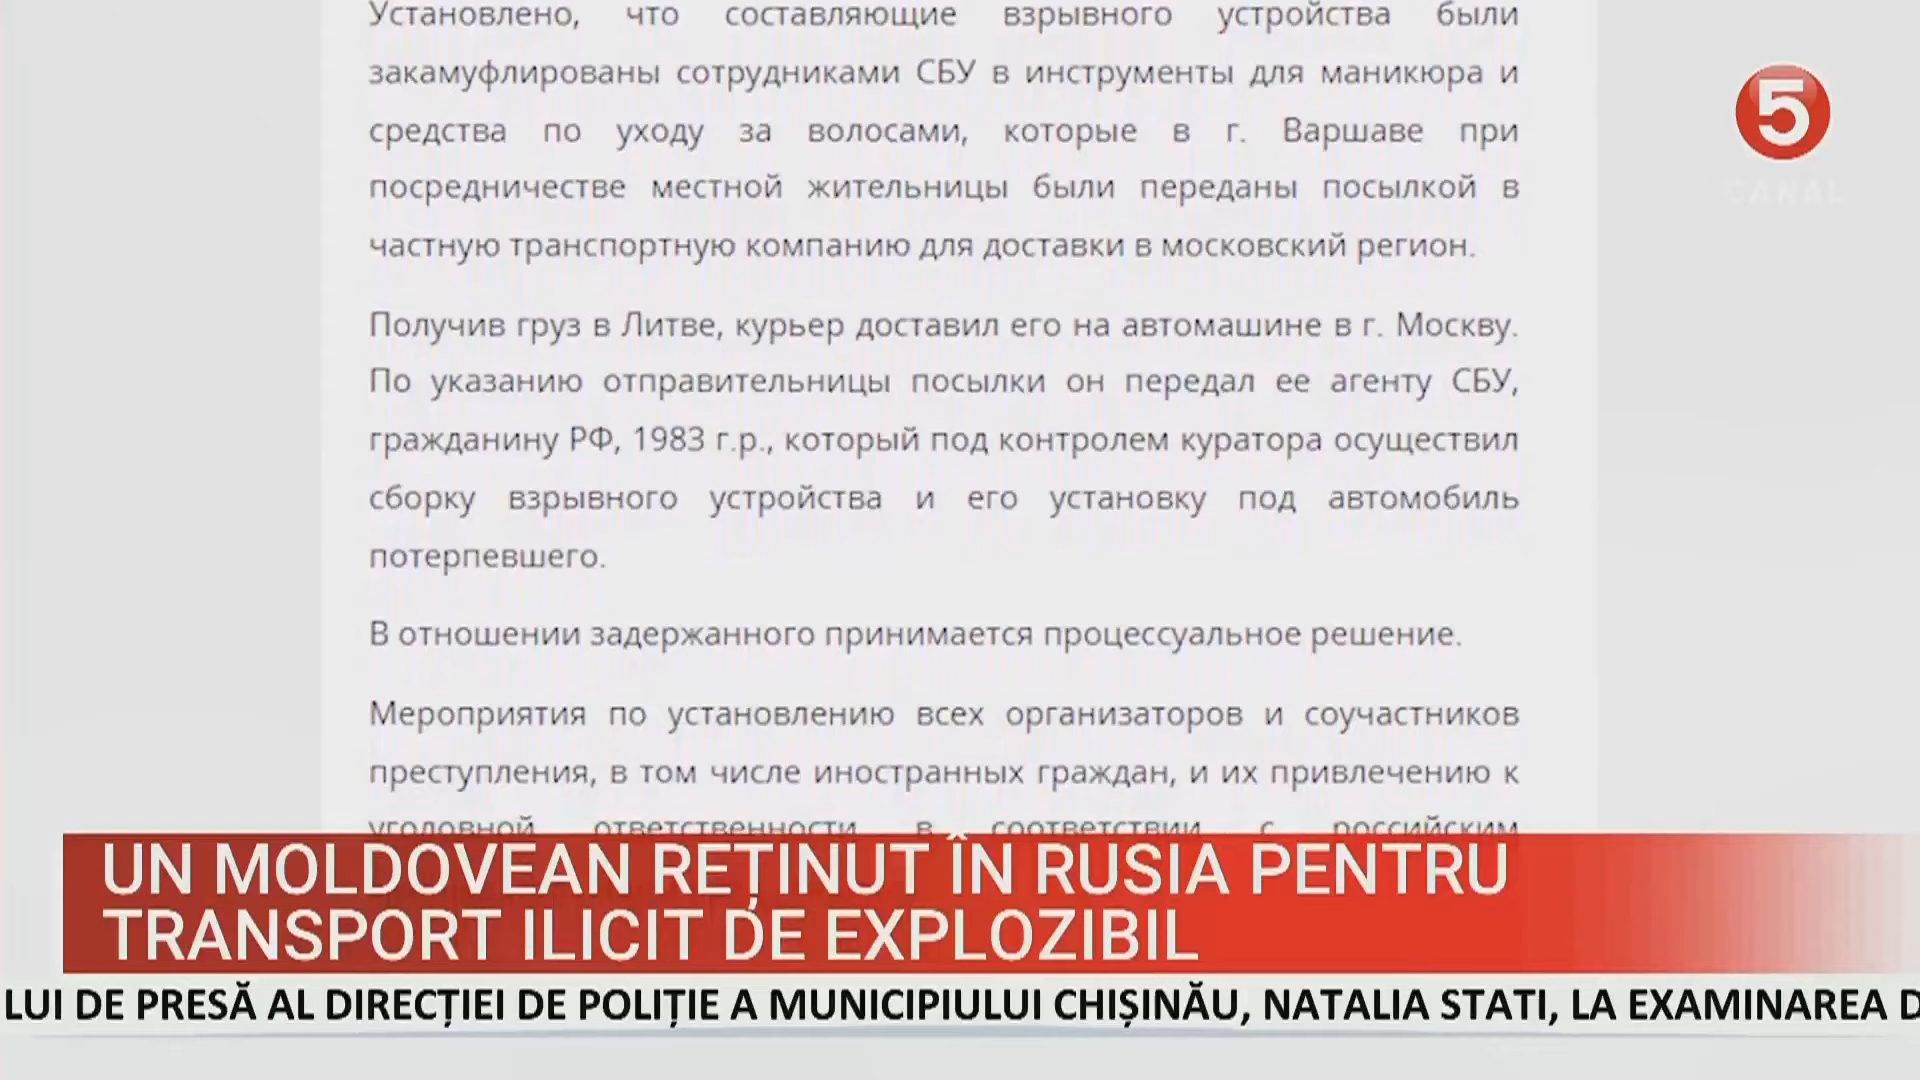 Установлено, что составляющие взрывного устройства были
закамуфлированы сотрудниками СБУ в инструменты для маникюра и
средства по уходу за волосами, которые в г. Варшаве при
посредничестве местной жительницы были переданы посылкой в
частную транспортную компанию для доставки в московский регион.
Получив груз в Литве, курьер доставил его на автомашине в г. Москву.
По указанию отправительницы посылки он передал ее агенту СБУ,
гражданину РФ, 1983 г.р., который под контролем куратора осуществил
сборку взрывного устройства и его установку под автомобиль
потерпевшего.
В отношении задержанного принимается процессуальное решение.
Мероприятия по установлению всех организаторов и соучастников
преступления, в том числе иностранных граждан, и их привлечению к
уголовной ответственности в соответствии с российским
5
CANAL
UN MOLDOVEAN REȚINUT ÎN RUSIA PENTRU
TRANSPORT ILICIT DE EXPLOZIBIL
LUI DE PRESĂ AL DIRECȚIEI DE POLIȚIE A MUNICIPIULUI CHIȘINĂU, NATALIA STATI, LA EXAMINAREA D